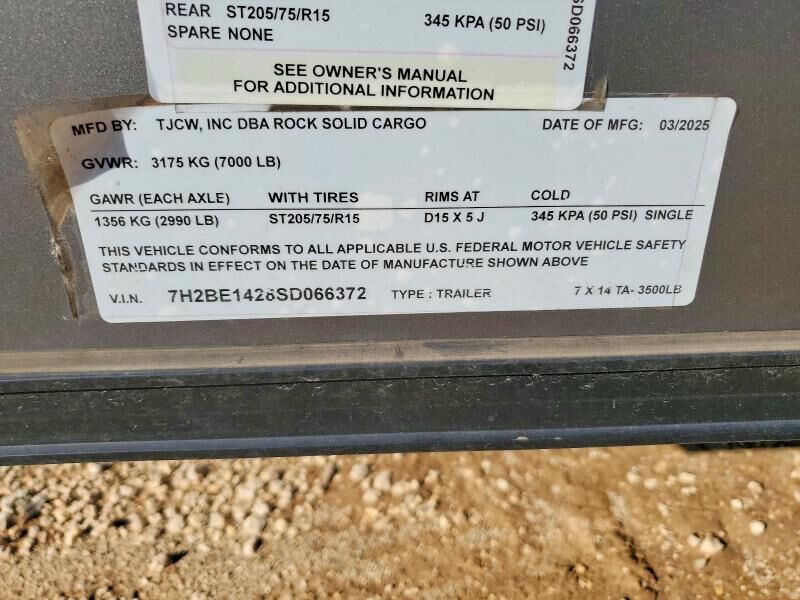 REAR ST205/75/R15 345 KPA (50 PSI)
SPARE NONE
SD066372
SEE OWNER'S MANUAL
FOR ADDITIONAL INFORMATION
MFD BY: TJCW, INC DBA ROCK SOLID CARGO DATE OF MFG: 03/2025
GVWR: 3175 KG (7000 LB)
GAWR (EACH AXLE) WITH TIRES RIMS AT COLD
1356 KG (2990 LB) ST205/75/R15 D15 X 5 J 345 KPA (50 PSI) SINGLE
THIS VEHICLE CONFORMS TO ALL APPLICABLE U.S. FEDERAL MOTOR VEHICLE SAFETY
STANDARDS IN EFFECT ON THE DATE OF MANUFACTURE SHOWN ABOVE
V.I.N. 7H2BE1428SD066372 TYPE : TRAILER 7 X 14 TA- 3500LB